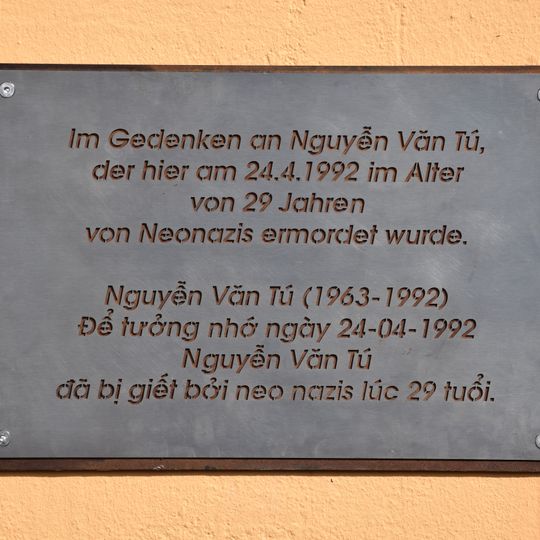 Im Gedenken an Nguyễn Văn Tú,
der hier am 24.4.1992 im Alter
von 29 Jahren
von Neonazis ermordet wurde.
Nguyễn Văn Tú (1963-1992)
Để tưởng nhớ ngày 24-04-1992
Nguyễn Văn Tú
đã bị giết bởi neo nazis lúc 29 tuổi.